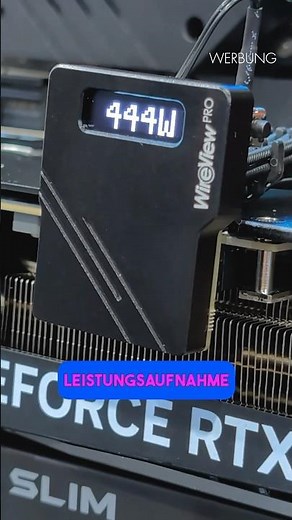 WERBUNG
444W
WireView PRO
LEISTUNGSAUFNAHME
EFORCE RTX
SLIM